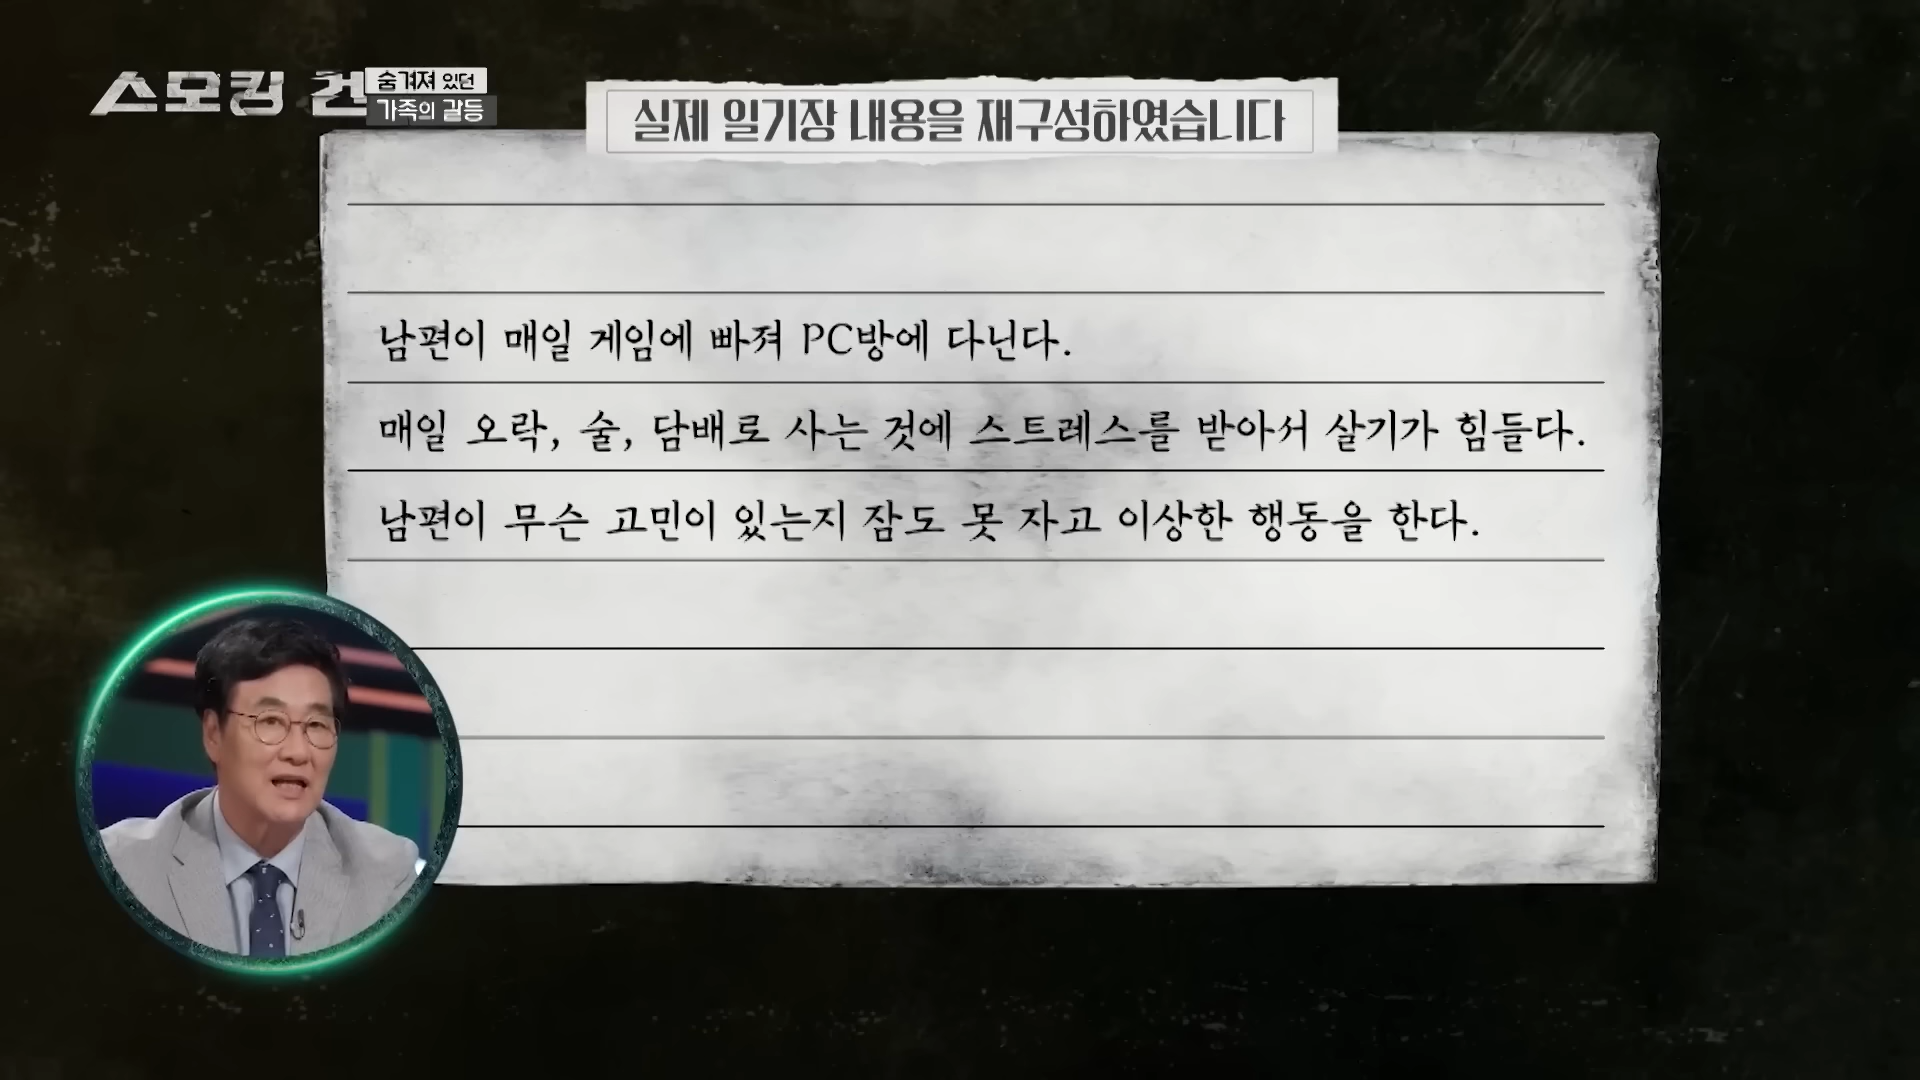 스모킹 건
숨겨져 있던
가족의 갈등
실제 일기장 내용을 재구성하였습니다
남편이 매일 게임에 빠져 PC방에 다닌다.
매일 오락, 술, 담배로 사는 것에 스트레스를 받아서 살기가 힘들다.
남편이 무슨 고민이 있는지 잠도 못 자고 이상한 행동을 한다.